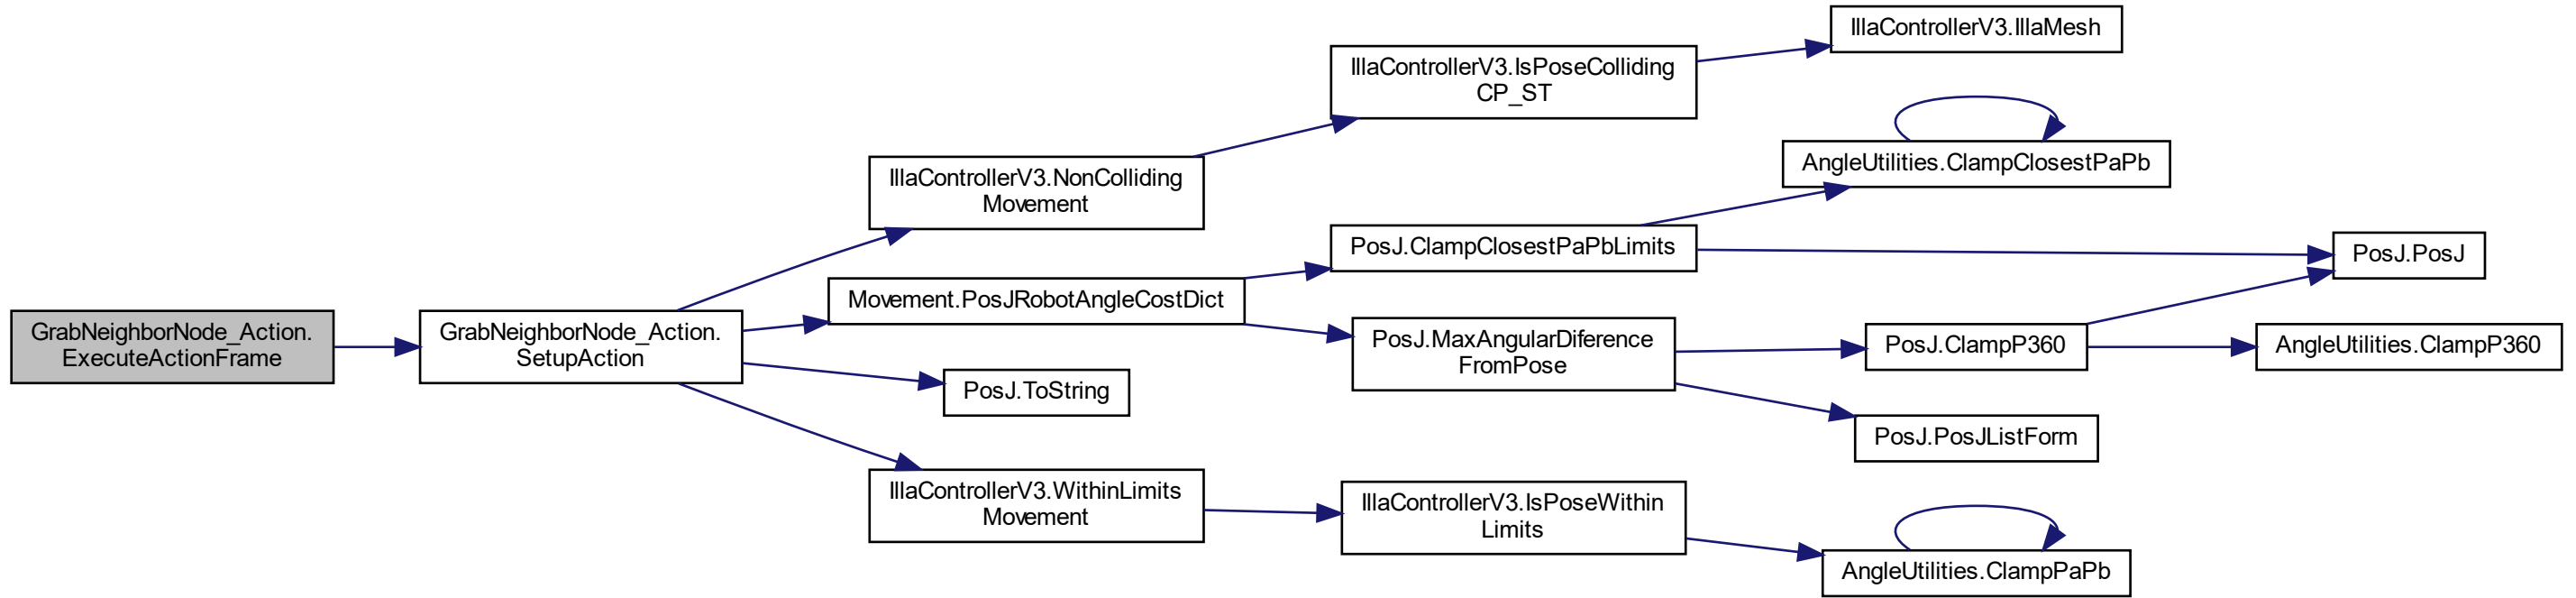 GrabNeighborNode_Action.
ExecuteActionFrame
GrabNeighborNode_Action.
SetupAction
IllaControllerV3.NonColliding
Movement
Movement.PosJRobotAngleCostDict
PosJ.ToString
IllaControllerV3.WithinLimits
Movement
IllaControllerV3.IsPoseColliding
CP_ST
PosJ.ClampClosestPaPbLimits
PosJ.MaxAngularDiference
FromPose
IllaControllerV3.IsPoseWithin
Limits
IllaControllerV3.IllaMesh
AngleUtilities.ClampClosestPaPb
PosJ.ClampP360
PosJ.PosJListForm
AngleUtilities.ClampPaPb
PosJ.PosJ
AngleUtilities.ClampP360